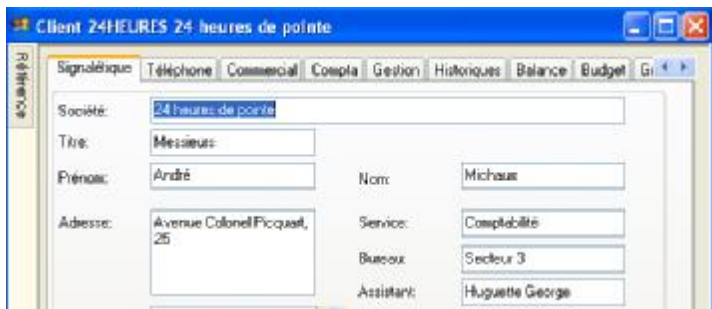 Client 24HEURES 24 heures de pointe
Référence
Signalétique Téléphone Commercial Compta Gestion Historiques Balance Budget
Société: 24 heures de pointe
Titre: Messieurs
Prénom: André Nom: Michaux
Adresse: Avenue Colonel Picquart, Service: Comptabilité
25
Bureau: Secteur 3
Assistant: Huguette George